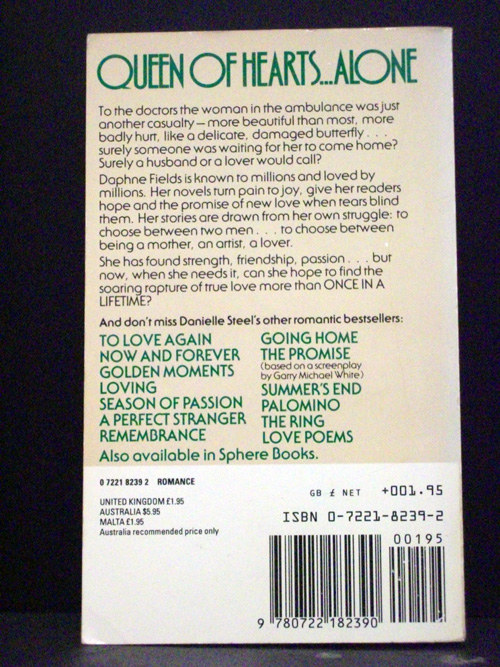 QUEEN OF HEARTS...ALONE
To the doctors the woman in the ambulance was just
another casualty — more beautiful than most, more
badly hurt, like a delicate, damaged butterfly . . .
surely someone was waiting for her to come home?
Surely a husband or a lover would call?
Daphne Fields is known to millions and loved by
millions. Her novels turn pain to joy, give her readers
hope and the promise of new love when tears blind
them. Her stories are drawn from her own struggle: to
choose between two men . . . to choose between
being a mother, an artist, a lover.
She has found strength, friendship, passion . . . but
now, when she needs it, can she hope to find the
soaring rapture of true love more than ONCE IN A
LIFETIME?
And don't miss Danielle Steel's other romantic bestsellers:
TO LOVE AGAIN
NOW AND FOREVER
GOLDEN MOMENTS
LOVING
SEASON OF PASSION
A PERFECT STRANGER
REMEMBRANCE
GOING HOME
THE PROMISE
(based on a screenplay
by Garry Michael White)
SUMMER'S END
PALOMINO
THE RING
LOVE POEMS
Also available in Sphere Books.
0 7221 8239 2 ROMANCE
UNITED KINGDOM £1.95
AUSTRALIA $5.95
MALTA £1.95
Australia recommended price only
GB £ NET +001.95
ISBN 0-7221-8239-2
00195
9 780722 182390